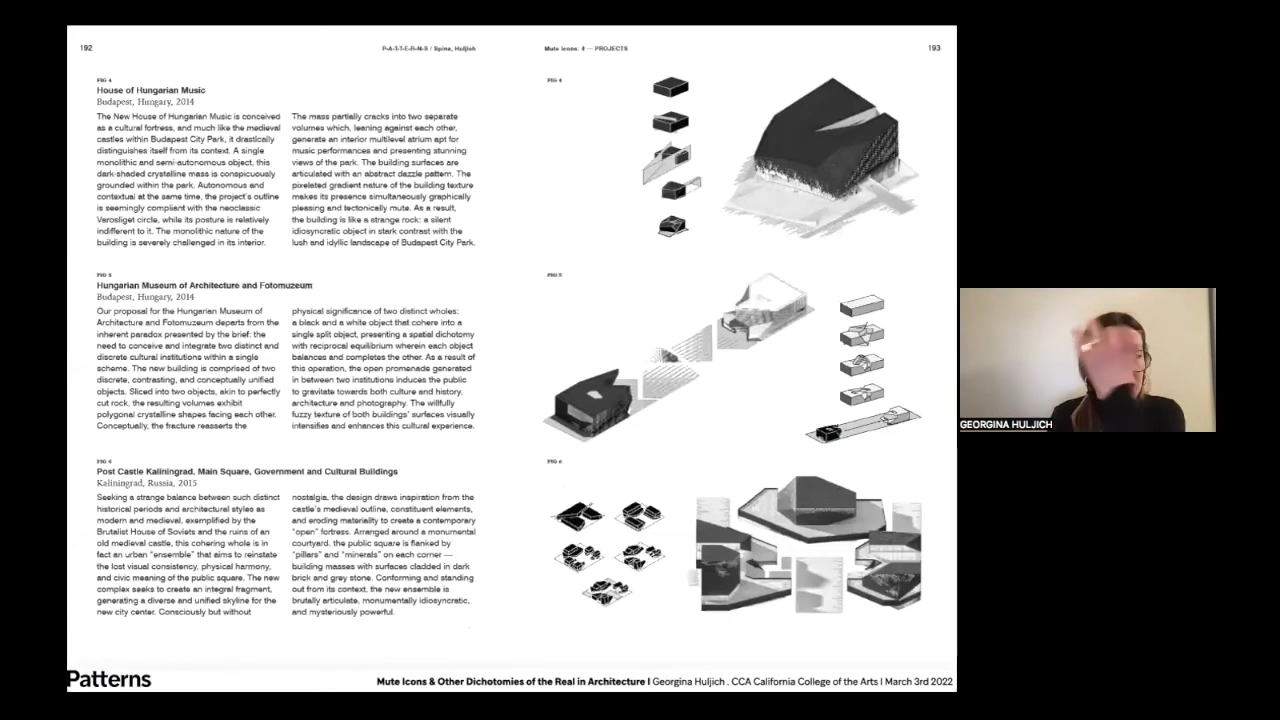 192
P-A-T-T-E-R-N-S / Spina, Huljich
Mute Icons: 4 — PROJECTS
193
FIG 4
House of Hungarian Music
Budapest, Hungary, 2014
The New House of Hungarian Music is conceived
as a cultural fortress, and much like the medieval
castles within Budapest City Park, it drastically
distinguishes itself from its context. A single
monolithic and semi-autonomous object, this
dark-shaded crystalline mass is conspicuously
grounded within the park. Autonomous and
contextual at the same time, the project's outline
is seemingly compliant with the neoclassic
Varosliget circle, while its posture is relatively
indifferent to it. The monolithic nature of the
building is severely challenged in its interior.
The mass partially cracks into two separate
volumes which, leaning against each other,
generate an interior multilevel atrium apt for
music performances and presenting stunning
views of the park. The building surfaces are
articulated with an abstract dazzle pattern. The
pixelated gradient nature of the building texture
makes its presence simultaneously graphically
pleasing and tectonically mute. As a result,
the building is like a strange rock: a silent
idiosyncratic object in stark contrast with the
lush and idyllic landscape of Budapest City Park.
FIG 4
FIG 5
Hungarian Museum of Architecture and Fotomuzeum
Budapest, Hungary, 2014
Our proposal for the Hungarian Museum of
Architecture and Fotomuzeum departs from the
inherent paradox presented by the brief: the
need to conceive and integrate two distinct and
discrete cultural institutions within a single
scheme. The new building is comprised of two
discrete, contrasting, and conceptually unified
objects. Sliced into two objects, akin to perfectly
cut rock, the resulting volumes exhibit
polygonal crystalline shapes facing each other.
Conceptually, the fracture reasserts the
physical significance of two distinct wholes:
a black and a white object that cohere into a
single split object, presenting a spatial dichotomy
with reciprocal equilibrium wherein each object
balances and completes the other. As a result of
this operation, the open promenade generated
in between two institutions induces the public
to gravitate towards both culture and history,
architecture and photography. The willfully
fuzzy texture of both buildings' surfaces visually
intensifies and enhances this cultural experience.
FIG 5
FIG 6
Post Castle Kaliningrad, Main Square, Government and Cultural Buildings
Kaliningrad, Russia, 2015
Seeking a strange balance between such distinct
historical periods and architectural styles as
modern and medieval, exemplified by the
Brutalist House of Soviets and the ruins of an
old medieval castle, this cohering whole is in
fact an urban "ensemble" that aims to reinstate
the lost visual consistency, physical harmony,
and civic meaning of the public square. The new
complex seeks to create an integral fragment,
generating a diverse and unified skyline for the
new city center. Consciously but without
nostalgia, the design draws inspiration from the
castle's medieval outline, constituent elements,
and eroding materiality to create a contemporary
"open" fortress. Arranged around a monumental
courtyard, the public square is flanked by
"pillars" and "minerals" on each corner —
building masses with surfaces cladded in dark
brick and grey stone. Conforming and standing
out from its context, the new ensemble is
brutally articulate, monumentally idiosyncratic,
and mysteriously powerful.
FIG 6
GEORGINA HULJICH
Patterns
Mute Icons & Other Dichotomies of the Real in Architecture I Georgina Huljich . CCA California College of the Arts I March 3rd 2022